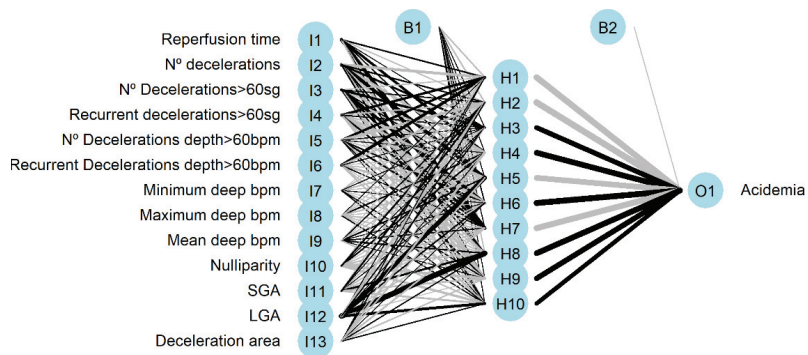 B1 B2
Reperfusion time I1
Nº decelerations I2
Nº Decelerations>60sg I3
Recurrent decelerations>60sg I4
Nº Decelerations depth>60bpm I5
Recurrent Decelerations depth>60bpm I6
Minimum deep bpm I7
Maximum deep bpm I8
Mean deep bpm I9
Nulliparity I10
SGA I11
LGA I12
Deceleration area I13
H1
H2
H3
H4
H5
H6
H7
H8
H9
H10
O1 Acidemia